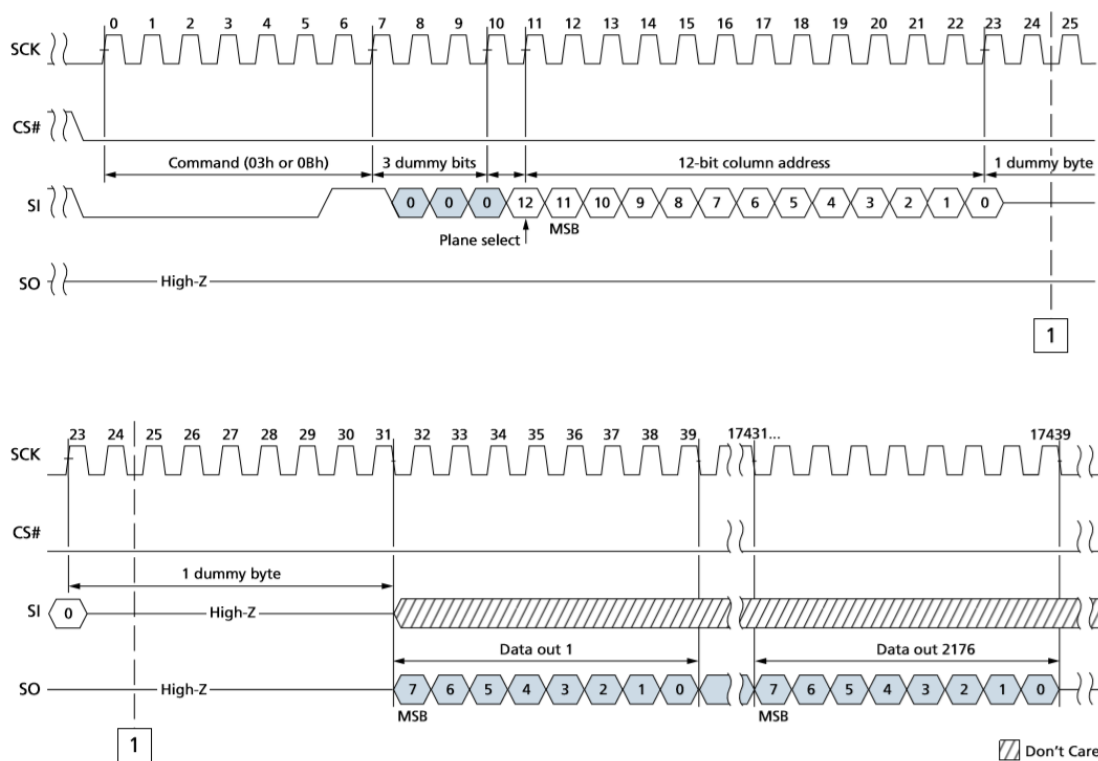 0 1 2 3 4 5 6 7 8 9 10 11 12 13 14 15 16 17 18 19 20 21 22 23 24 25
SCK
CS#
Command (03h or 0Bh) 3 dummy bits 12-bit column address 1 dummy byte
SI 0 0 0 12 11 10 9 8 7 6 5 4 3 2 1 0
Plane select MSB
SO High-Z
1
23 24 25 26 27 28 29 30 31 32 33 34 35 36 37 38 39 17431... 17439
SCK
CS#
1 dummy byte
SI 0 High-Z
Data out 1 Data out 2176
SO High-Z 7 6 5 4 3 2 1 0 7 6 5 4 3 2 1 0
MSB MSB
1
Don't Care